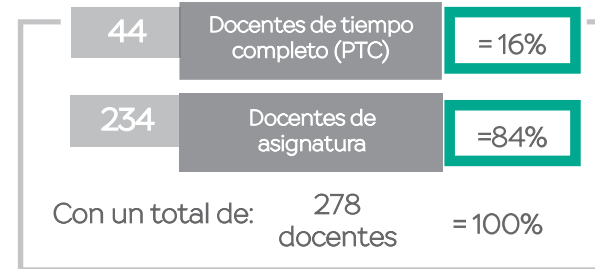 44
Docentes de tiempo
completo (PTC)
= 16%
234
Docentes de
asignatura
=84%
Con un total de:
278
docentes
= 100%